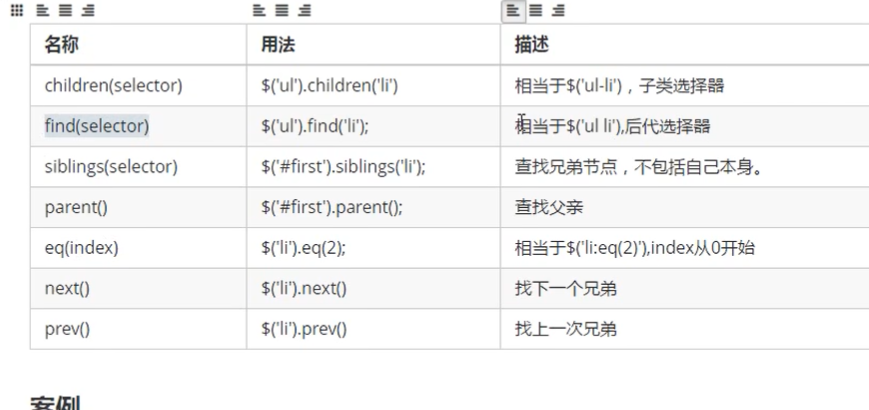 名称 用法 描述
children(selector) $('ul').children('li') 相当于$('ul-li')，子类选择器
find(selector) $('ul').find('li'); 相当于$('ul li'),后代选择器
siblings(selector) $('#first').siblings('li'); 查找兄弟节点，不包括自己本身。
parent() $('#first').parent(); 查找父亲
eq(index) $('li').eq(2); 相当于$('li:eq(2)'),index从0开始
next() $('li').next() 找下一个兄弟
prev() $('li').prev() 找上一次兄弟
案例